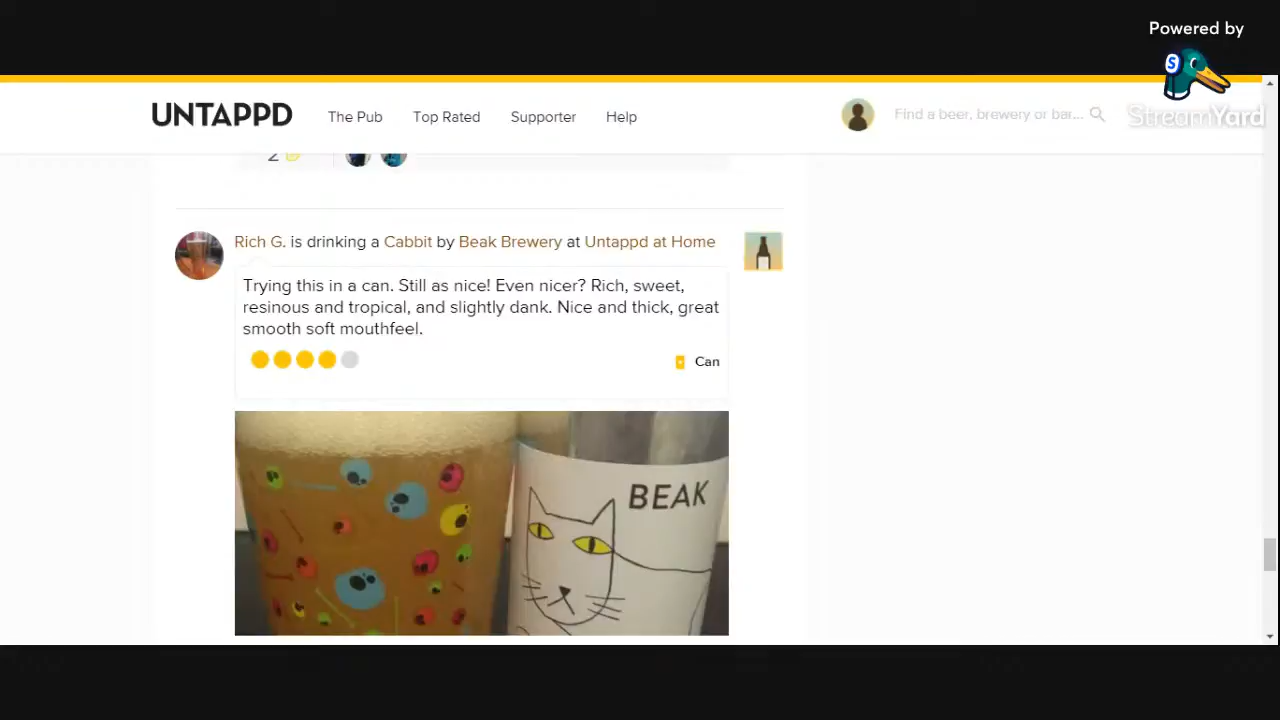 Powered by
S
StreamYard
UNTAPPD The Pub Top Rated Supporter Help Find a beer, brewery or bar...
2
Rich G. is drinking a Cabbit by Beak Brewery at Untappd at Home
Trying this in a can. Still as nice! Even nicer? Rich, sweet,
resinous and tropical, and slightly dank. Nice and thick, great
smooth soft mouthfeel.
Can
BEAK